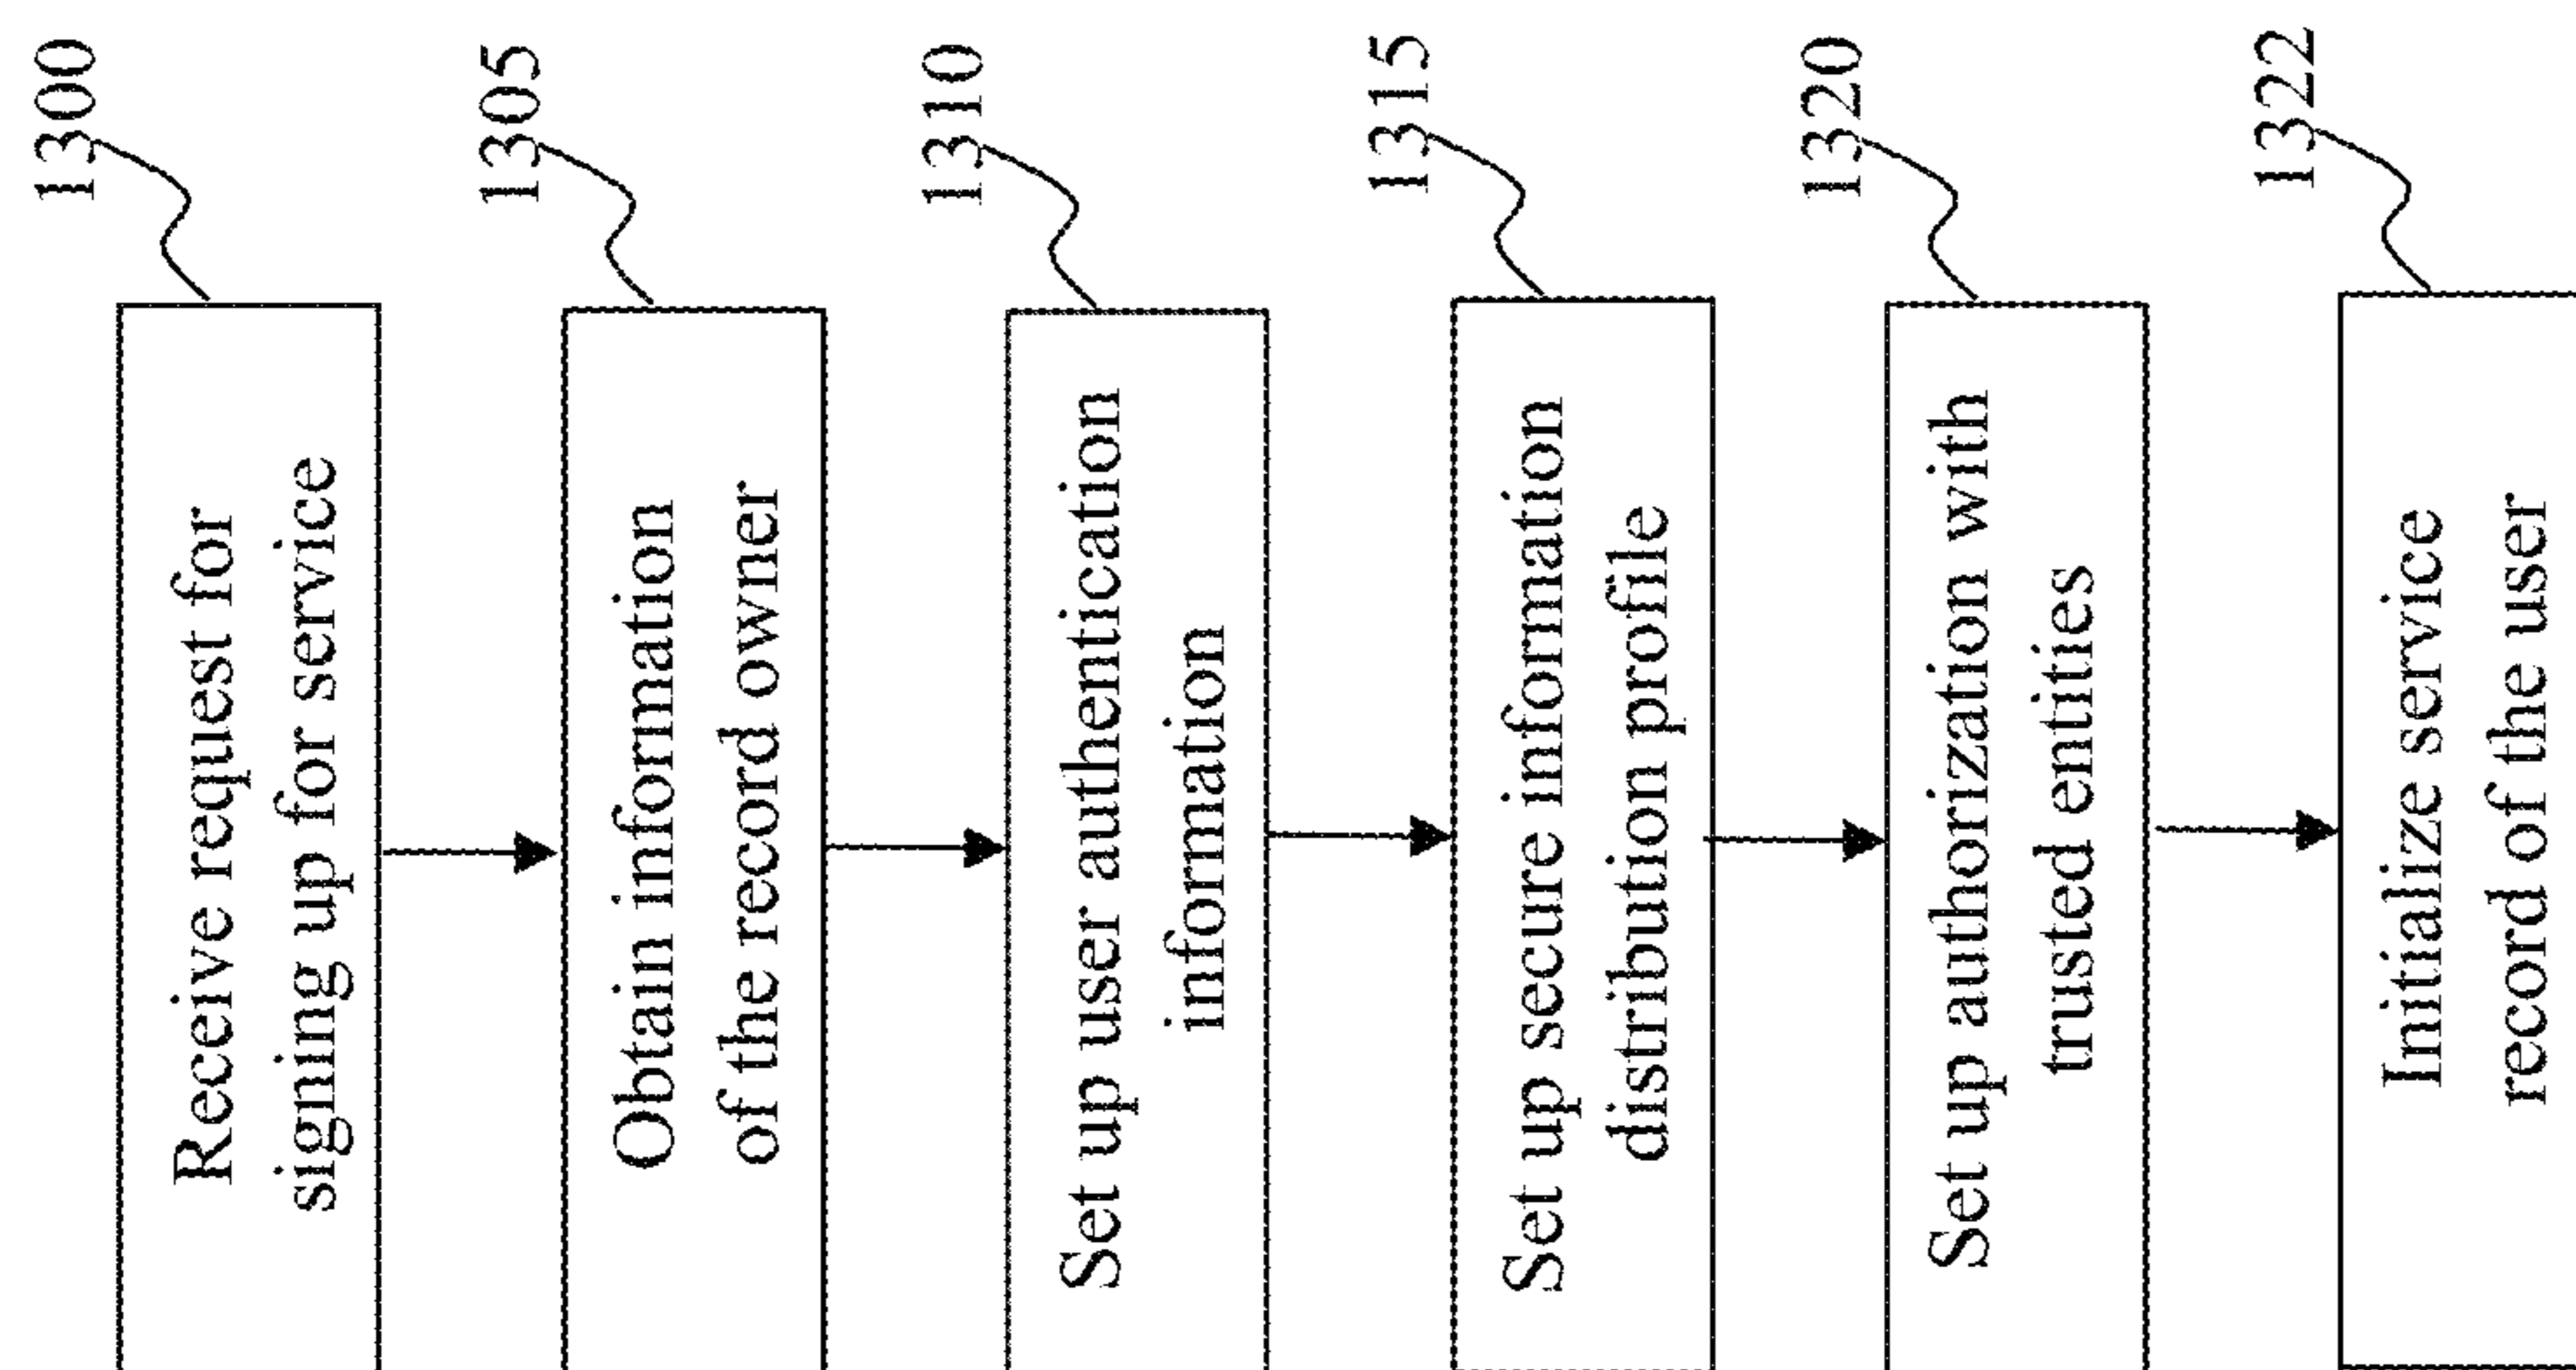 1300
Receive request for
signing up for service
1305
Obtain information
of the record owner
1310
Set up user authentication
information
1315
Set up secure information
distribution profile
1320
Set up authorization with
trusted entities
1322
Initialize service
record of the user